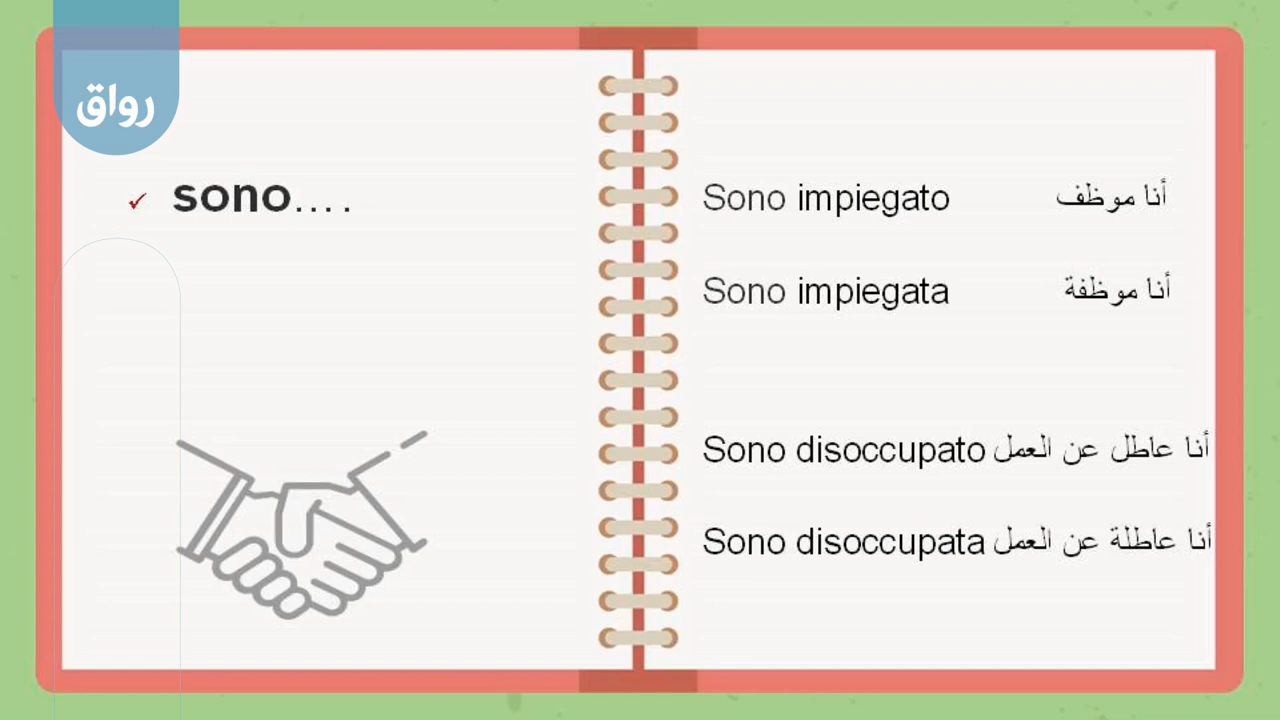 رواق
✓ sono....
Sono impiegato أنا موظف
Sono impiegata أنا موظفة
Sono disoccupato أنا عاطل عن العمل
Sono disoccupata أنا عاطلة عن العمل